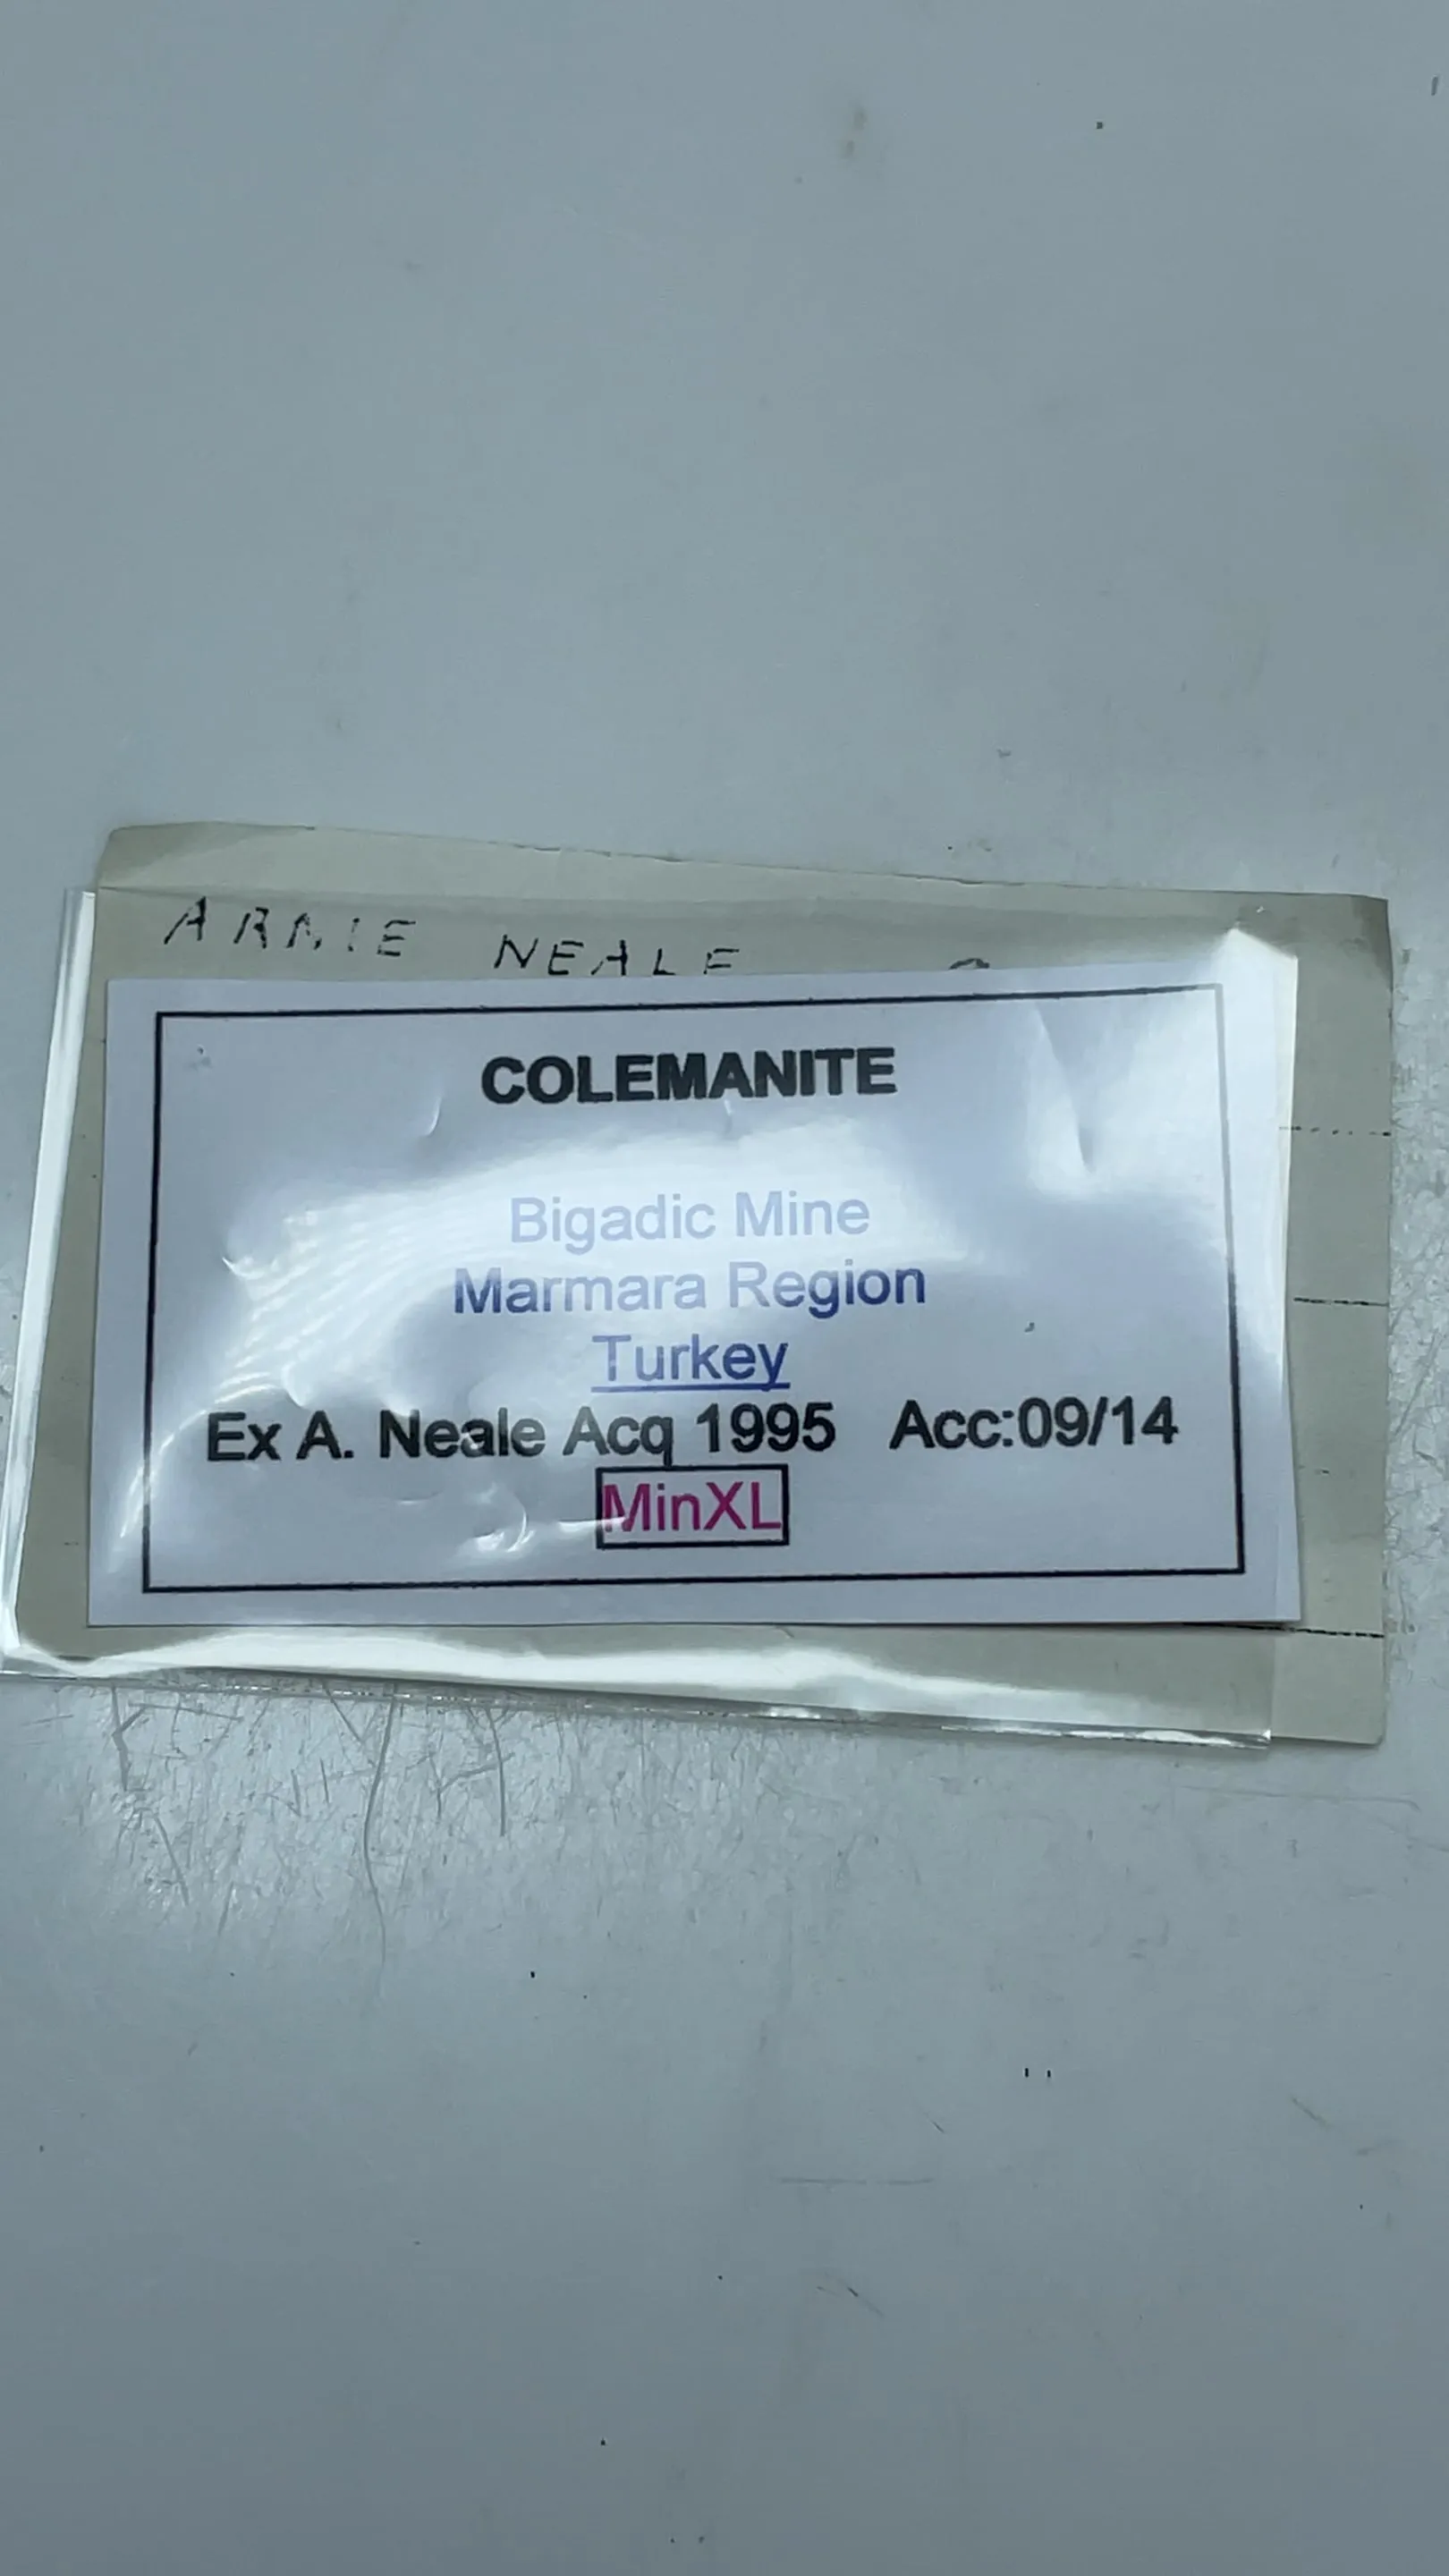 ARNIE NEALE
COLEMANITE
Bigadic Mine
Marmara Region
Turkey
Ex A. Neale Acq 1995 Acc:09/14
MinXL